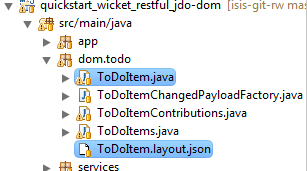 quickstart_wicket_restful_jdo-dom [isis-git-rw master]
src/main/java
app
dom.todo
ToDoItem.java
ToDoItemChangedPayloadFactory.java
ToDoItemContributions.java
ToDoItems.java
ToDoItem.layout.json
services